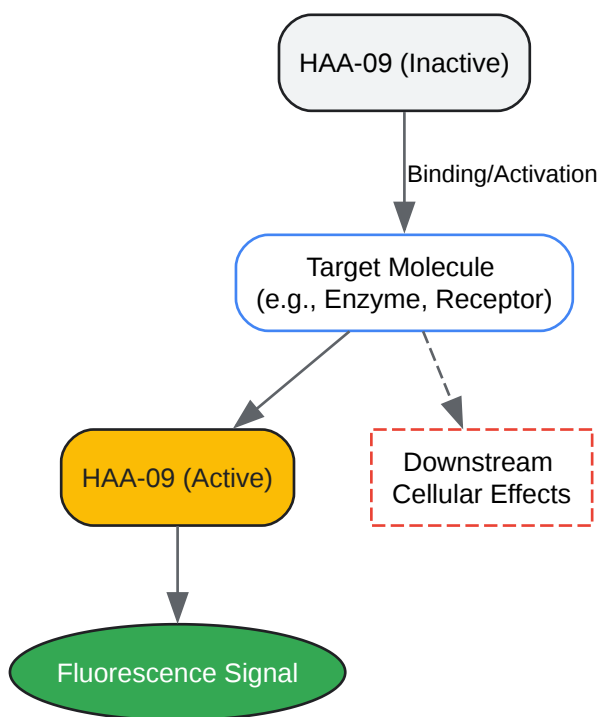 HAA-09 (Inactive)
Binding/Activation
Target Molecule
(e.g., Enzyme, Receptor)
HAA-09 (Active)
Downstream
Cellular Effects
Fluorescence Signal